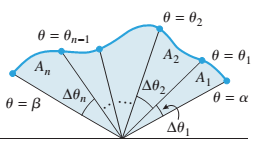 θ = θ₂
θ = θₙ₋₁
A₂
θ = θ₁
Aₙ
A₁
Δθₙ
Δθ₂
θ = β
θ = α
Δθ₁